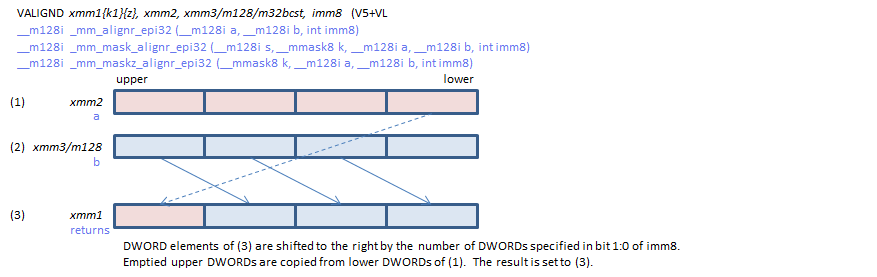 VALIGND xmm1{k1}{z}, xmm2, xmm3/m128/m32bcst, imm8 (V5+VL
__m128i _mm_alignr_epi32 (__m128i a, __m128i b, int imm8)
__m128i _mm_mask_alignr_epi32 (__m128i s, __mmask8 k, __m128i a, __m128i b, int imm8)
__m128i _mm_maskz_alignr_epi32 (__mmask8 k, __m128i a, __m128i b, int imm8)
upper lower
(1) xmm2
a
(2) xmm3/m128
b
(3) xmm1
returns
DWORD elements of (3) are shifted to the right by the number of DWORDs specified in bit 1:0 of imm8.
Emptied upper DWORDs are copied from lower DWORDs of (1). The result is set to (3).